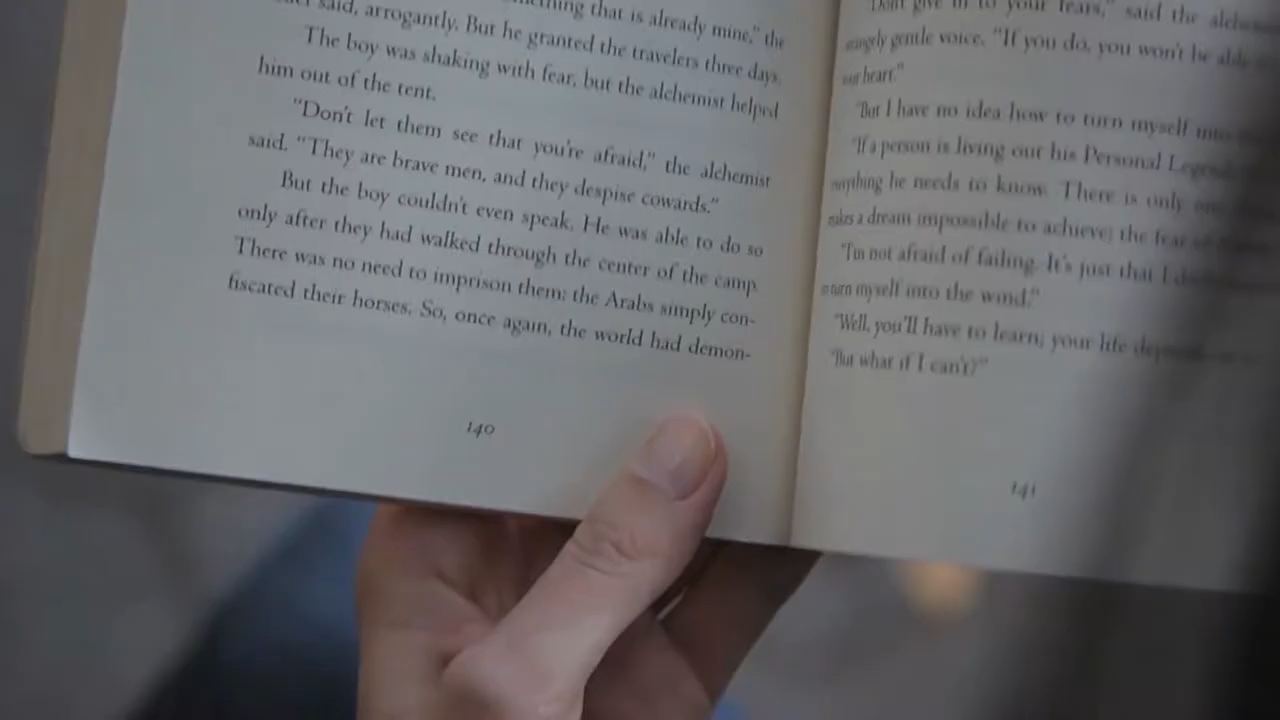 said, arrogantly. But he granted the travelers three days.
that is already mine," the
The boy was shaking with fear, but the alchemist helped
him out of the tent.
"Don't let them see that you're afraid," the alchemist
said. "They are brave men, and they despise cowards."
But the boy couldn't even speak. He was able to do so
only after they had walked through the center of the camp.
There was no need to imprison them: the Arabs simply con-
fiscated their horses. So, once again, the world had demon-
140
"Don't give in to your fears," said the
gentle voice. "If you do, you won't be able
heart."
"But I have no idea how to turn myself into
"If a person is living out his Personal Legend,
he needs to know. There is only
makes a dream impossible to achieve: the fear
"I'm not afraid of failing. It's just that I
turn myself into the wind."
"Well, you'll have to learn; your life
"But what if I can't?"
141